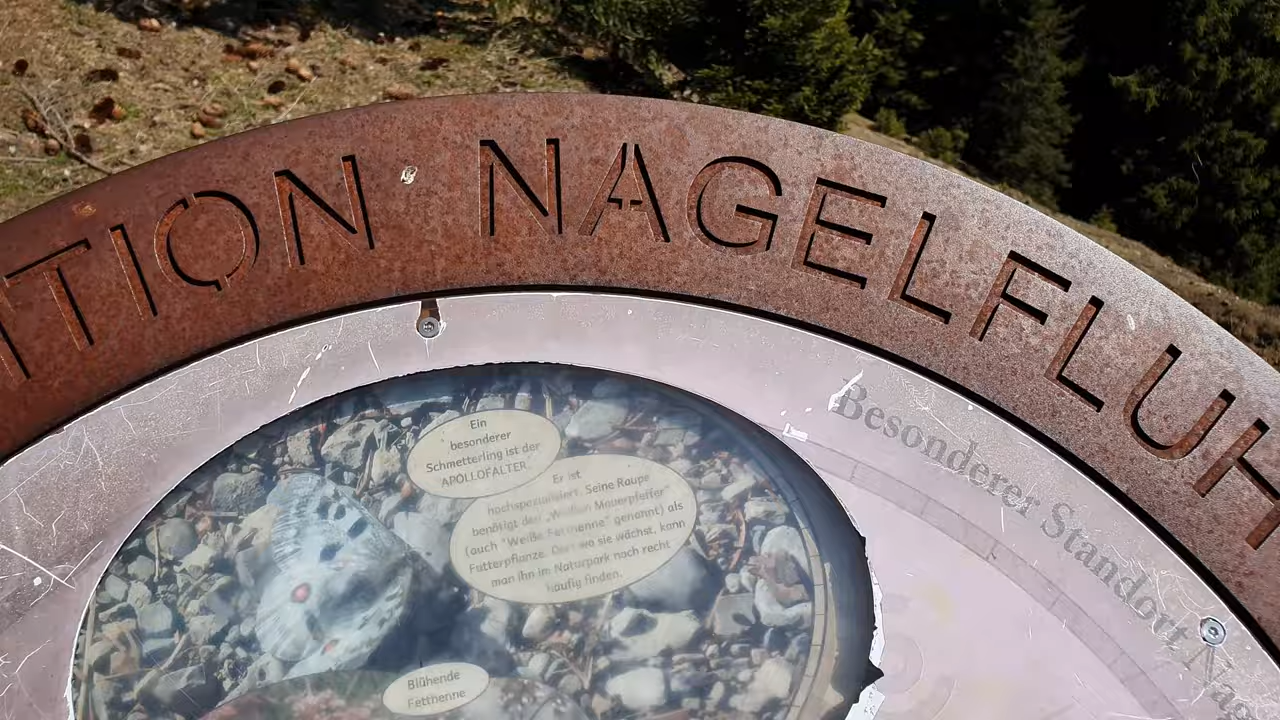 TION NAGELFLUH
Besonderer Standort Nag
Ein
besonderer
Schmetterling ist der
APOLLOFALTER.
Er ist
hochspezialisiert. Seine Raupe
benötigt den „Weißen Mauerpfeffer"
(auch "Weiße Fetthenne" genannt) als
Futterpflanze. Dort wo sie wächst, kann
man ihn im Naturpark noch recht
häufig finden.
Blühende
Fetthenne